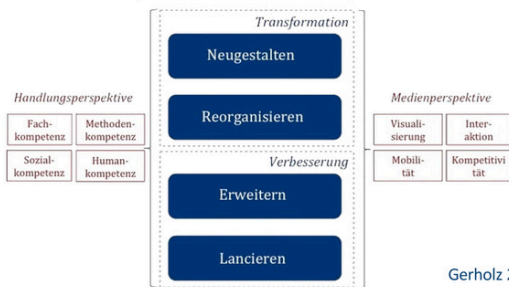 Transformation
Neugestalten
Reorganisieren
Handlungsperspektive
Fach-
kompetenz
Methoden-
kompetenz
Sozial-
kompetenz
Human-
kompetenz
Verbesserung
Erweitern
Lancieren
Medienperspektive
Visuali-
sierung
Inter-
aktion
Mobili-
tät
Kompetitivi
tät
Gerholz